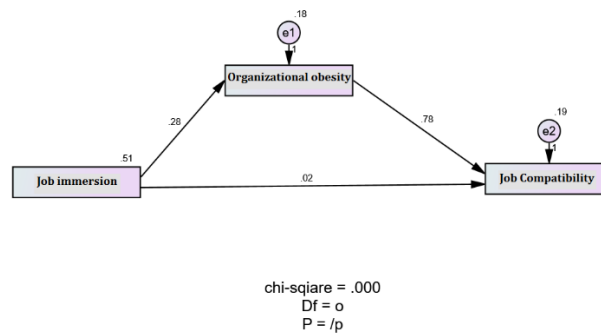 .18
e1
1
Organizational obesity
.28
.78
.19
e2
1
.51
Job immersion
.02
Job Compatibility
chi-sqiare = .000
Df = o
P = /p